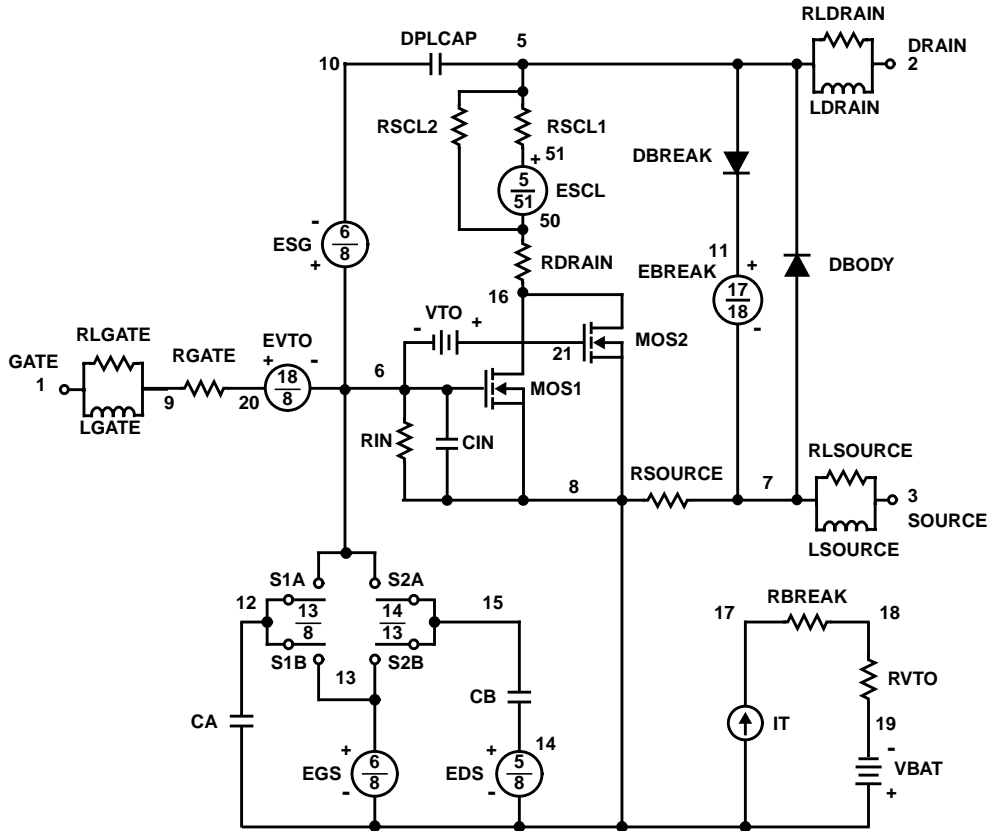 RLDRAIN
DPLCAP 5 DRAIN
10 2
LDRAIN
RSCL2 RSCL1
51 DBREAK
+
5
51
ESCL
50
-
ESG
6
8
+
RDRAIN
11 +
EBREAK
17
18
-
DBODY
16
VTO
- +
21
MOS2
RLGATE
GATE
1
LGATE
9
RGATE
20
EVTO
+ -
18
8
6
MOS1
RIN CIN
8
RSOURCE
7
RLSOURCE
3
SOURCE
LSOURCE
S1A S2A
12
13
8
14
13
15
S1B S2B
13
CA
CB
+
EGS
6
8
-
+ 14
EDS
5
8
-
17
RBREAK
18
RVTO
IT
19
-
VBAT
+